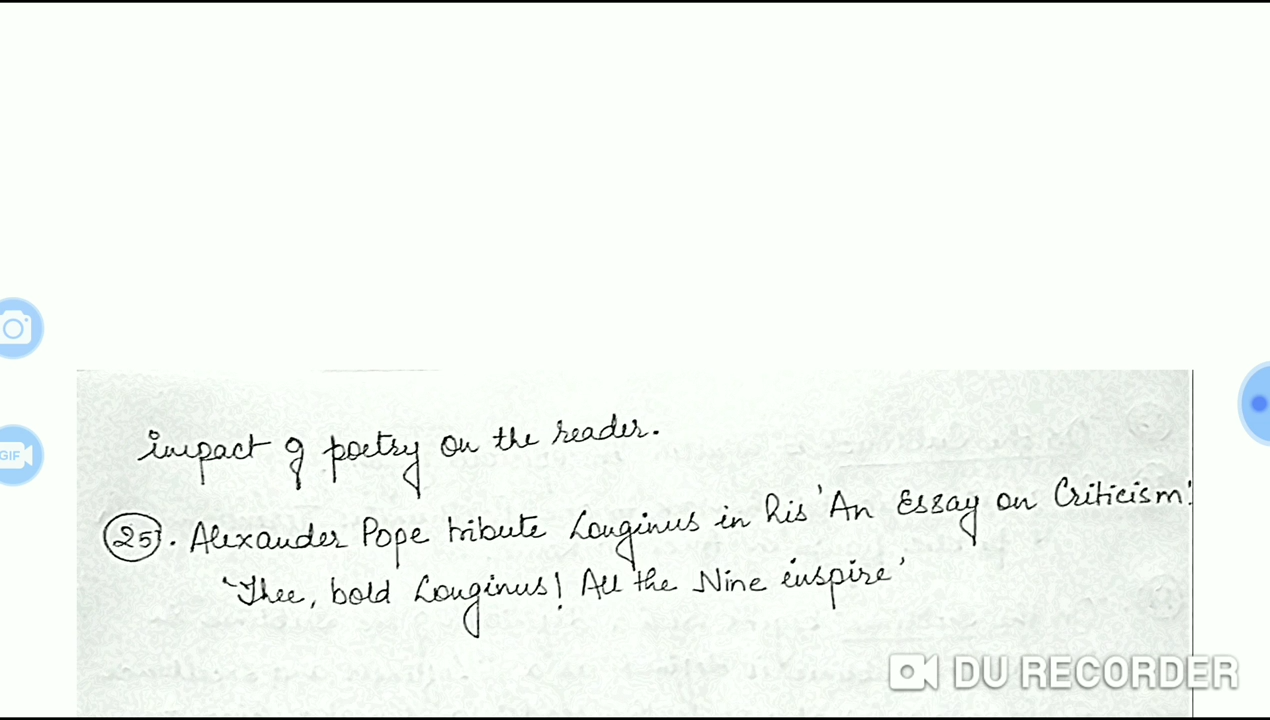 impact of poetry on the reader.
25. Alexander Pope tribute Longinus in his 'An Essay on Criticism!
'Thee, bold Longinus! All the Nine inspire'
GIF
DU RECORDER